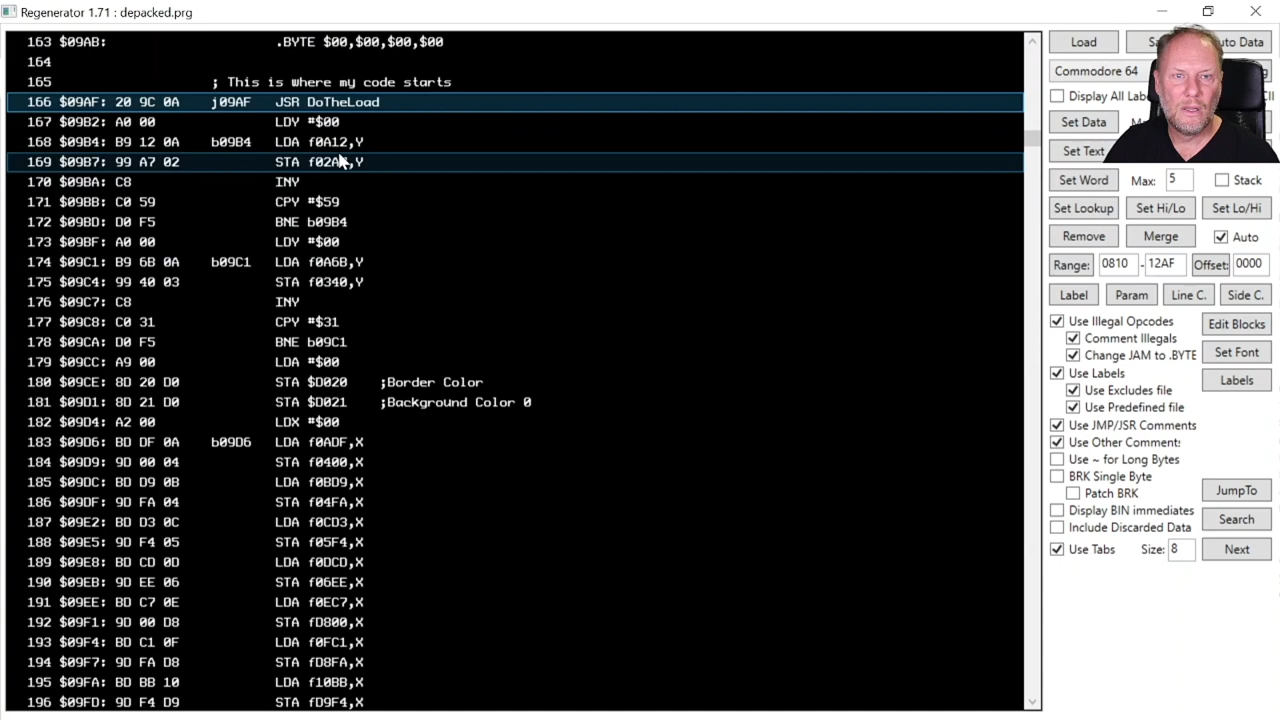 Regenerator 1.71 : depacked.prg
163 $09AB: .BYTE $00,$00,$00,$00
164
165 ; This is where my code starts
166 $09AF: 20 9C 0A j09AF JSR DoTheLoad
167 $09B2: A0 00 LDY #$00
168 $09B4: B9 12 0A b09B4 LDA f0A12,Y
169 $09B7: 99 A7 02 STA ,Y
170 $09BA: C8 INY
171 $09BB: C0 59 CPY #$59
172 $09BD: D0 F5 BNE b09B4
173 $09BF: A0 00 LDY #$00
174 $09C1: B9 6B 0A b09C1 LDA f0A6B,Y
175 $09C4: 99 40 03 STA f0340,Y
176 $09C7: C8 INY
177 $09C8: C0 31 CPY #$31
178 $09CA: D0 F5 BNE b09C1
179 $09CC: A9 00 LDA #$00
180 $09CE: 8D 20 D0 STA $D020 ;Border Color
181 $09D1: 8D 21 D0 STA $D021 ;Background Color 0
182 $09D4: A2 00 LDX #$00
183 $09D6: BD DF 0A b09D6 LDA f0ADF,X
184 $09D9: 9D 00 04 STA f0400,X
185 $09DC: BD D9 0B LDA f0BD9,X
186 $09DF: 9D FA 04 STA f04FA,X
187 $09E2: BD D3 0C LDA f0CD3,X
188 $09E5: 9D F4 05 STA f05F4,X
189 $09E8: BD CD 0D LDA f0DCD,X
190 $09EB: 9D EE 06 STA f06EE,X
191 $09EE: BD C7 0E LDA f0EC7,X
192 $09F1: 9D 00 D8 STA fD800,X
193 $09F4: BD C1 0F LDA f0FC1,X
194 $09F7: 9D FA D8 STA fD8FA,X
195 $09FA: BD BB 10 LDA f10BB,X
196 $09FD: 9D F4 D9 STA fD9F4,X
Load Data
Commodore 64
Display All
Set Data
Set Text
Set Word Max: 5 Stack
Set Lookup Set Hi/Lo Set Lo/Hi
Remove Merge Auto
Range: 0810 - 12AF Offset: 0000
Label Param Line C. Side C.
Use Illegal Opcodes Edit Blocks
Comment Illegals
Change JAM to .BYTE Set Font
Use Labels Labels
Use Excludes file
Use Predefined file
Use JMP/JSR Comments
Use Other Comments
Use ~ for Long Bytes
BRK Single Byte JumpTo
Patch BRK
Display BIN immediates Search
Include Discarded Data
Use Tabs Size: 8 Next